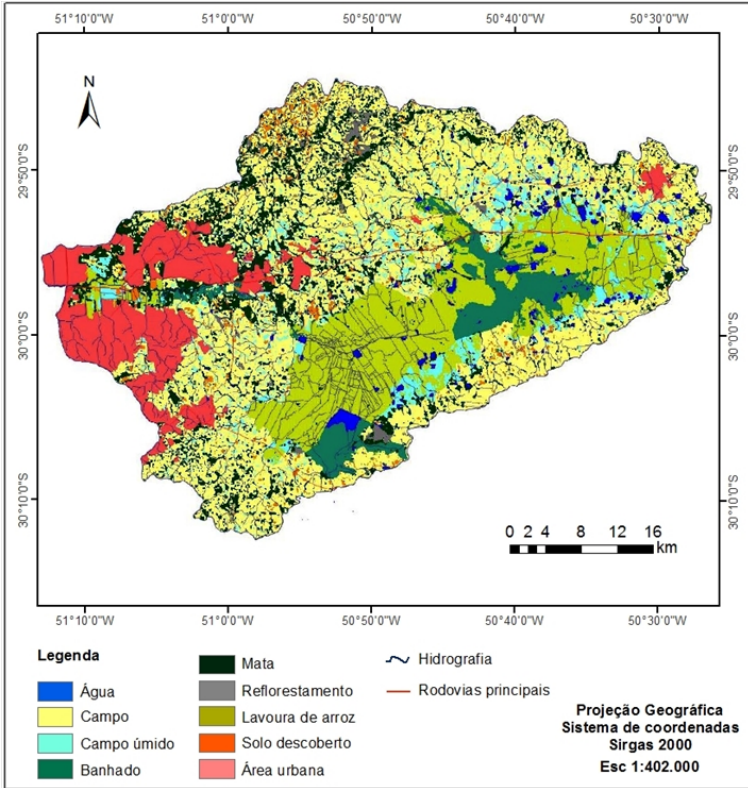 51°10'0"W 51°0'0"W 50°50'0"W 50°40'0"W 50°30'0"W
N
29°50'0"S 29°50'0"S
30°0'0"S 30°0'0"S
30°10'0"S 30°10'0"S
0 2 4 8 12 16
km
51°10'0"W 51°0'0"W 50°50'0"W 50°40'0"W 50°30'0"W
Legenda
Água
Campo
Campo úmido
Banhado
Mata
Reflorestamento
Lavoura de arroz
Solo descoberto
Área urbana
Hidrografia
Rodovias principais
Projeção Geográfica
Sistema de coordenadas
Sirgas 2000
Esc 1:402.000